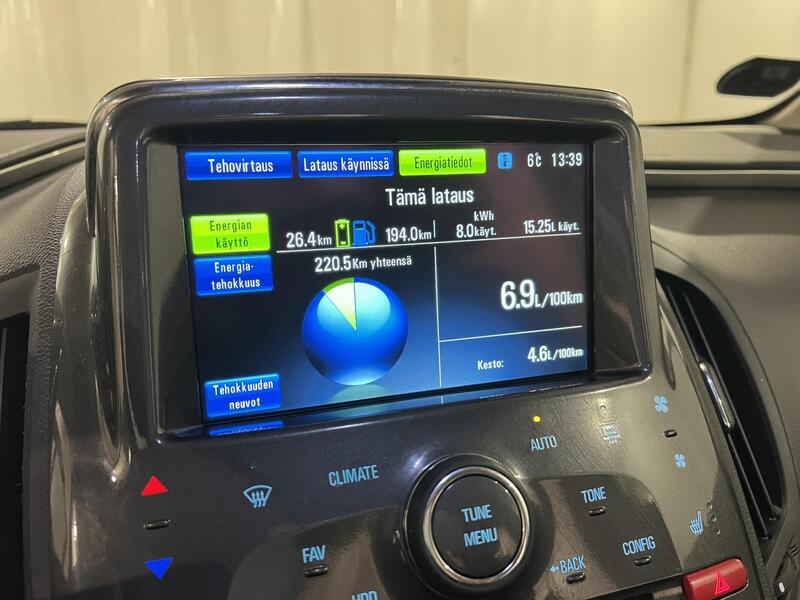 Tehovirtaus
Lataus käynnissä
Energiatiedot
6°C 13:39
Tämä lataus
Energian
käyttö
26.4km
194.0km
kWh
8.0käyt.
15.25L käyt.
220.5Km yhteensä
Energia-
tehokkuus
6.9L/100km
Kesto: 4.6L/100km
Tehokkuuden
neuvot
AUTO
CLIMATE
TUNE
MENU
TONE
FAV
←BACK
CONFIG